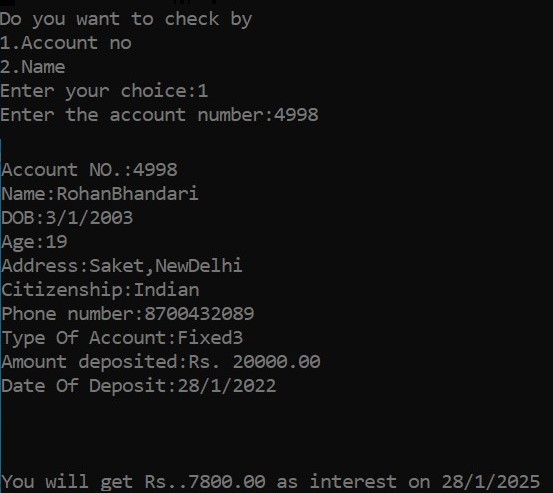 Do you want to check by
1.Account no
2.Name
Enter your choice:1
Enter the account number:4998
Account NO.:4998
Name:RohanBhandari
DOB:3/1/2003
Age:19
Address:Saket,NewDelhi
Citizenship:Indian
Phone number:8700432089
Type Of Account:Fixed3
Amount deposited:Rs. 20000.00
Date Of Deposit:28/1/2022
You will get Rs..7800.00 as interest on 28/1/2025